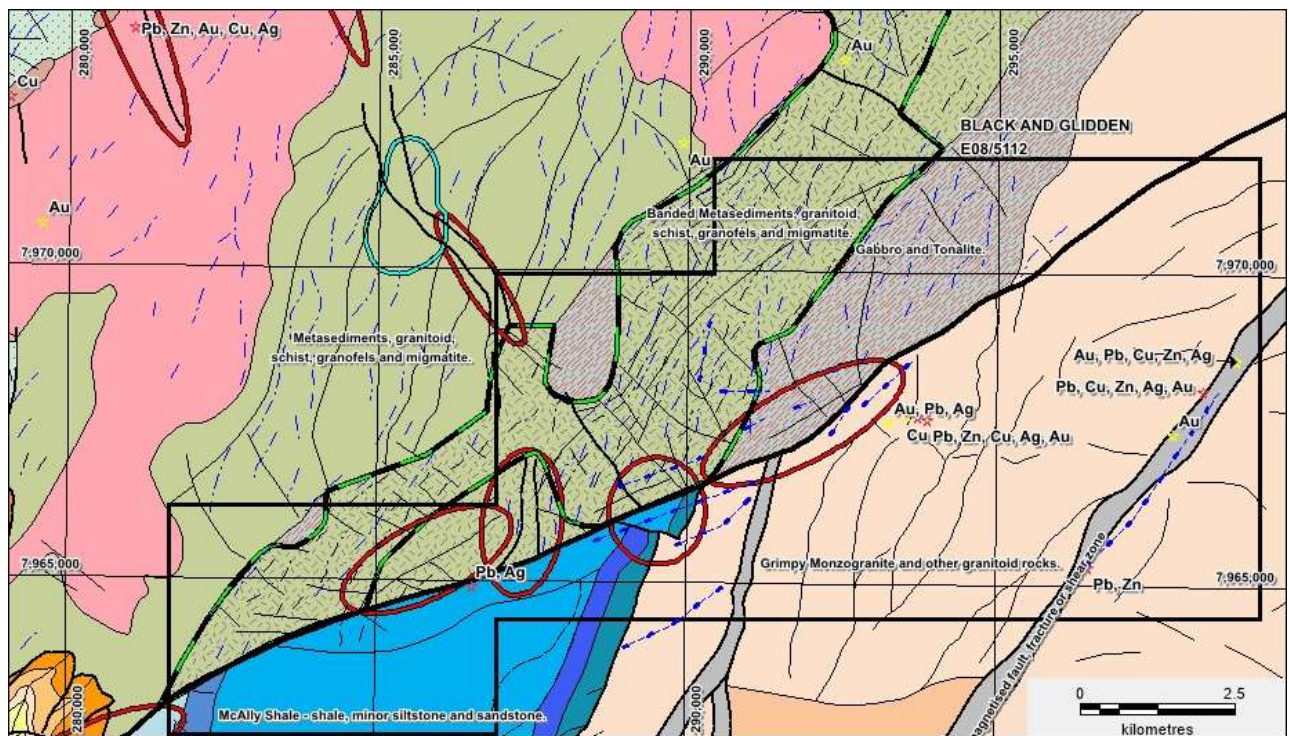 Pb, Zn, Au, Cu, Ag
280,000
285,000
290,000
295,000
Au
Cu
BLACK AND GLIDDEN
E08/5112
Au
Au
Banded Metasediments, granitoid,
schist, granofels and migmatite.
Gabbro and Tonalite.
7,970,000
7,970,000
Metasediments, granitoid,
schist, granofels and migmatite.
Au, Pb, Cu, Zn, Ag
Pb, Cu, Zn, Ag, Au
Au, Pb, Ag
Cu
Pb, Zn, Cu, Ag, Au
Au
Grimpy Monzogranite and other granitoid rocks.
7,965,000
Pb, Ag
Pb, Zn
7,965,000
magnetised fault, fracture or shear zone
McAlly Shale - shale, minor siltstone and sandstone.
280,000
290,000
0
2.5
kilometres